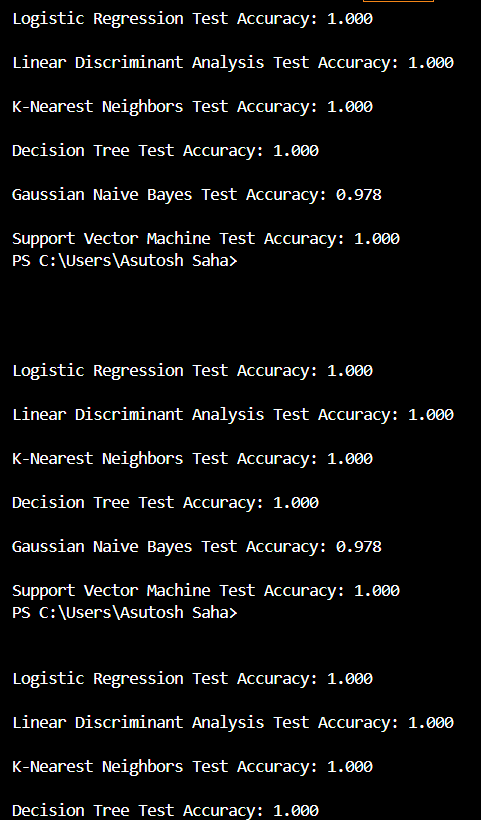 Logistic Regression Test Accuracy: 1.000
Linear Discriminant Analysis Test Accuracy: 1.000
K-Nearest Neighbors Test Accuracy: 1.000
Decision Tree Test Accuracy: 1.000
Gaussian Naive Bayes Test Accuracy: 0.978
Support Vector Machine Test Accuracy: 1.000
PS C:\Users\Asutosh Saha>
Logistic Regression Test Accuracy: 1.000
Linear Discriminant Analysis Test Accuracy: 1.000
K-Nearest Neighbors Test Accuracy: 1.000
Decision Tree Test Accuracy: 1.000
Gaussian Naive Bayes Test Accuracy: 0.978
Support Vector Machine Test Accuracy: 1.000
PS C:\Users\Asutosh Saha>
Logistic Regression Test Accuracy: 1.000
Linear Discriminant Analysis Test Accuracy: 1.000
K-Nearest Neighbors Test Accuracy: 1.000
Decision Tree Test Accuracy: 1.000